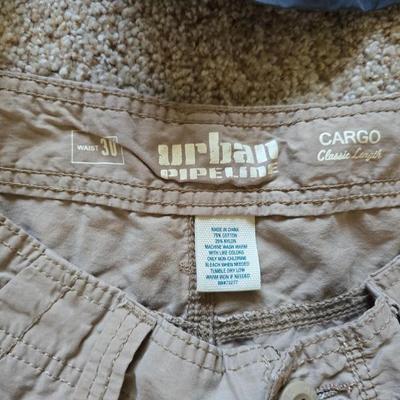 WAIST 30
urban
PIPELINE
CARGO
Classic Length
MADE IN CHINA
75% COTTON
25% NYLON
MACHINE WASH WARM
WITH LIKE COLORS
ONLY NON-CHLORINE
BLEACH WHEN NEEDED
TUMBLE DRY LOW
WARM IRON IF NEEDED